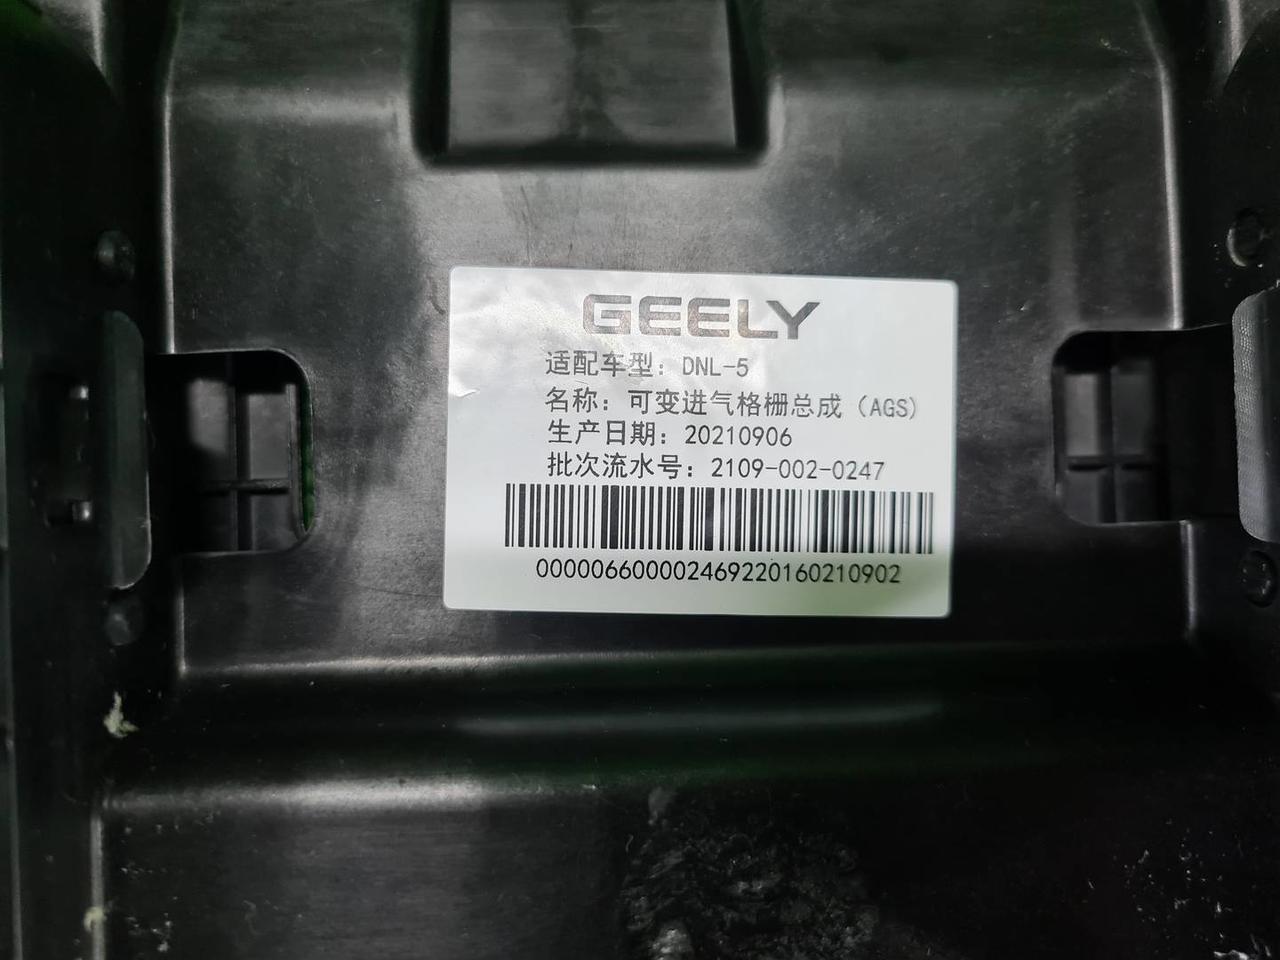 GEELY
适配车型：DNL-5
名称：可变进气格栅总成（AGS）
生产日期：20210906
批次流水号：2109-002-0247
000006600002469220160210902